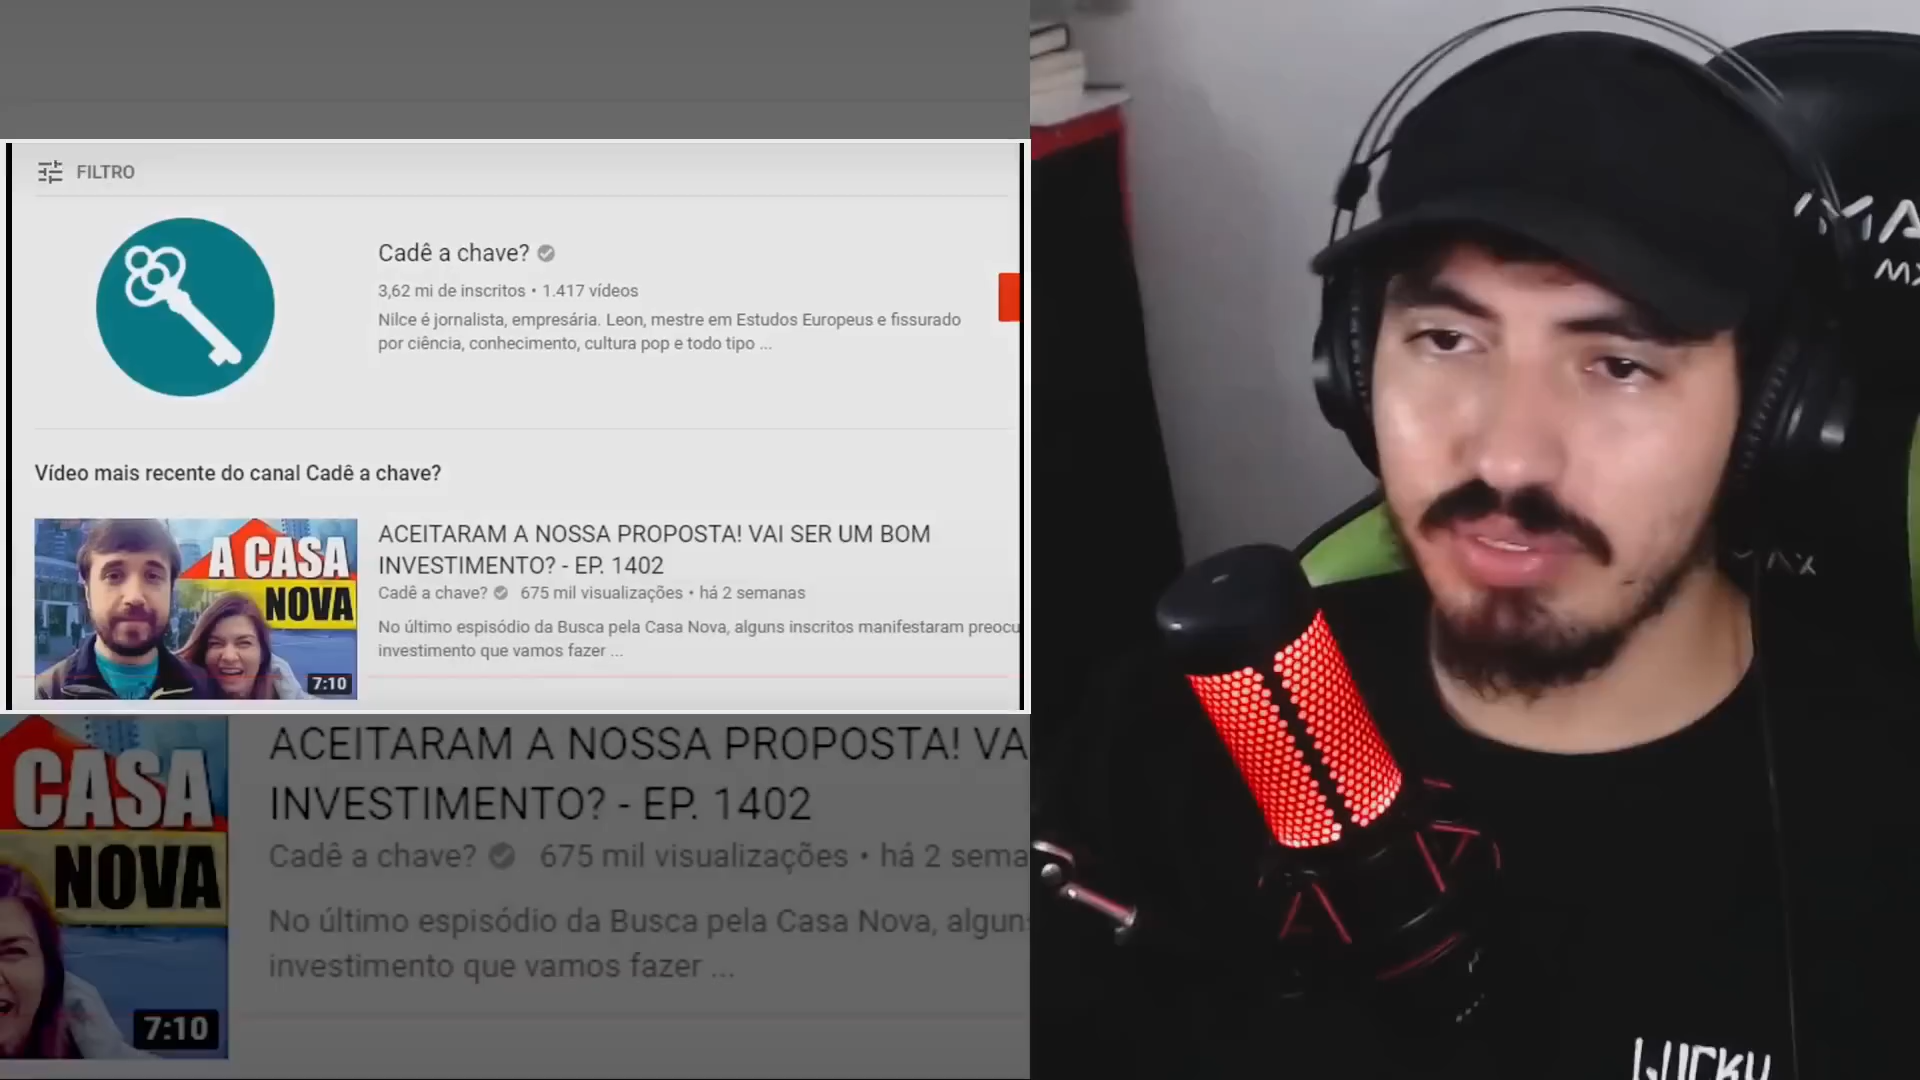 FILTRO
Cadê a chave?
3,62 mi de inscritos • 1.417 vídeos
Nilce é jornalista, empresária. Leon, mestre em Estudos Europeus e fissurado
por ciência, conhecimento, cultura pop e todo tipo ...
Vídeo mais recente do canal Cadê a chave?
A CASA
NOVA
7:10
ACEITARAM A NOSSA PROPOSTA! VAI SER UM BOM
INVESTIMENTO? - EP. 1402
Cadê a chave? 675 mil visualizações • há 2 semanas
No último espisódio da Busca pela Casa Nova, alguns inscritos manifestaram preocu
investimento que vamos fazer ...
CASA
NOVA
7:10
ACEITARAM A NOSSA PROPOSTA! VA
INVESTIMENTO? - EP. 1402
Cadê a chave? 675 mil visualizações • há 2 sema
No último espisódio da Busca pela Casa Nova, algun
investimento que vamos fazer ...